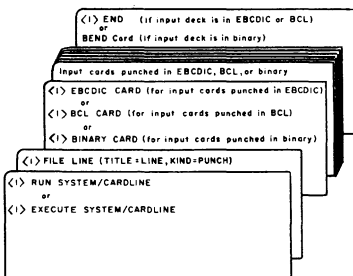 <I> END (if input deck is in EBCDIC or BCL)
or
BEND Card (if input deck is in binary)
Input cards punched in EBCDIC, BCL, or binary
<I> EBCDIC CARD (for input cards punched in EBCDIC)
or
<I> BCL CARD (for input cards punched in BCL)
or
<I> BINARY CARD (for input cards punched in binary)
<I> FILE LINE (TITLE=LINE, KIND=PUNCH)
<I> RUN SYSTEM/CARDLINE
or
<I> EXECUTE SYSTEM/CARDLINE